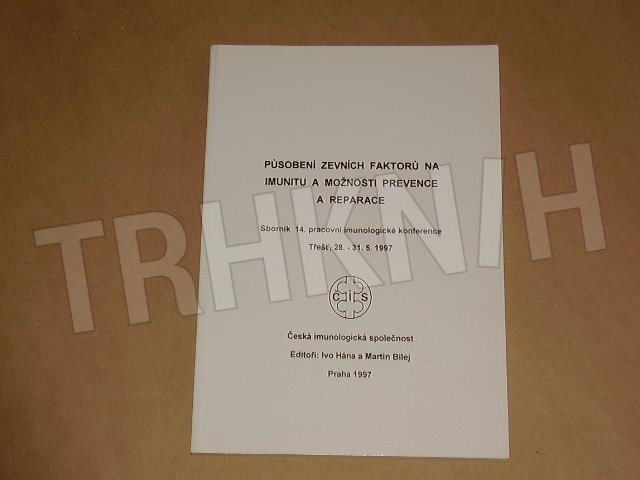 PŮSOBENÍ ZEVNÍCH FAKTORŮ NA
IMUNITU A MOŽNOSTI PREVENCE
A REPARACE
Sborník 14. pracovní imunologické konference
Třešť, 28. - 31. 5. 1997
ČIS
Česká imunologická společnost
Editoři: Ivo Hána a Martin Bilej
Praha 1997
TRHKNIH